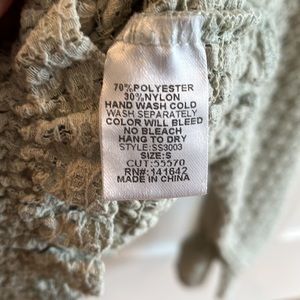 70%POLYESTER
30%NYLON
HAND WASH COLD
WASH SEPARATELY
COLOR WILL BLEED
NO BLEACH
HANG TO DRY
STYLE:SS3003
SIZE:S
CUT:55570
RN#:141642
MADE IN CHINA